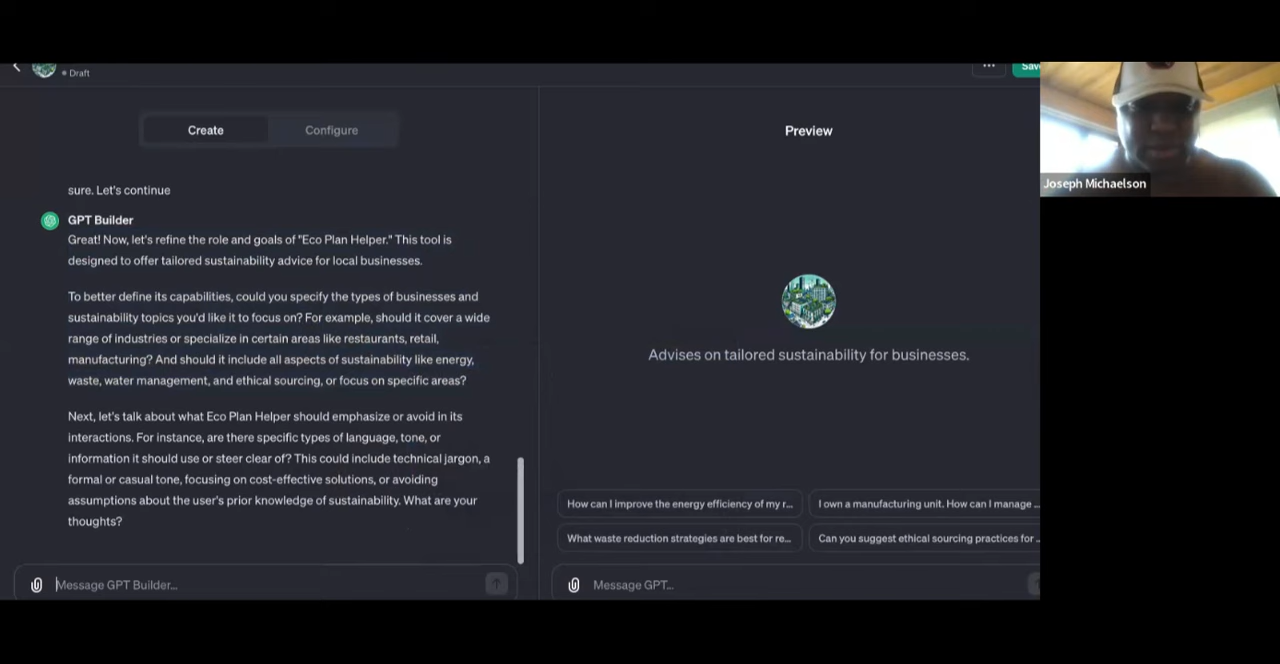 Draft
Create
Configure
sure. Let's continue
GPT Builder
Great! Now, let's refine the role and goals of "Eco Plan Helper." This tool is
designed to offer tailored sustainability advice for local businesses.
To better define its capabilities, could you specify the types of businesses and
sustainability topics you'd like it to focus on? For example, should it cover a wide
range of industries or specialize in certain areas like restaurants, retail,
manufacturing? And should it include all aspects of sustainability like energy,
waste, water management, and ethical sourcing, or focus on specific areas?
Next, let's talk about what Eco Plan Helper should emphasize or avoid in its
interactions. For instance, are there specific types of language, tone, or
information it should use or steer clear of? This could include technical jargon, a
formal or casual tone, focusing on cost-effective solutions, or avoiding
assumptions about the user's prior knowledge of sustainability. What are your
thoughts?
Message GPT Builder...
Sav
Preview
Advises on tailored sustainability for businesses.
How can I improve the energy efficiency of my r...
I own a manufacturing unit. How can I manage ...
What waste reduction strategies are best for re...
Can you suggest ethical sourcing practices for ..
Message GPT...
Joseph Michaelson